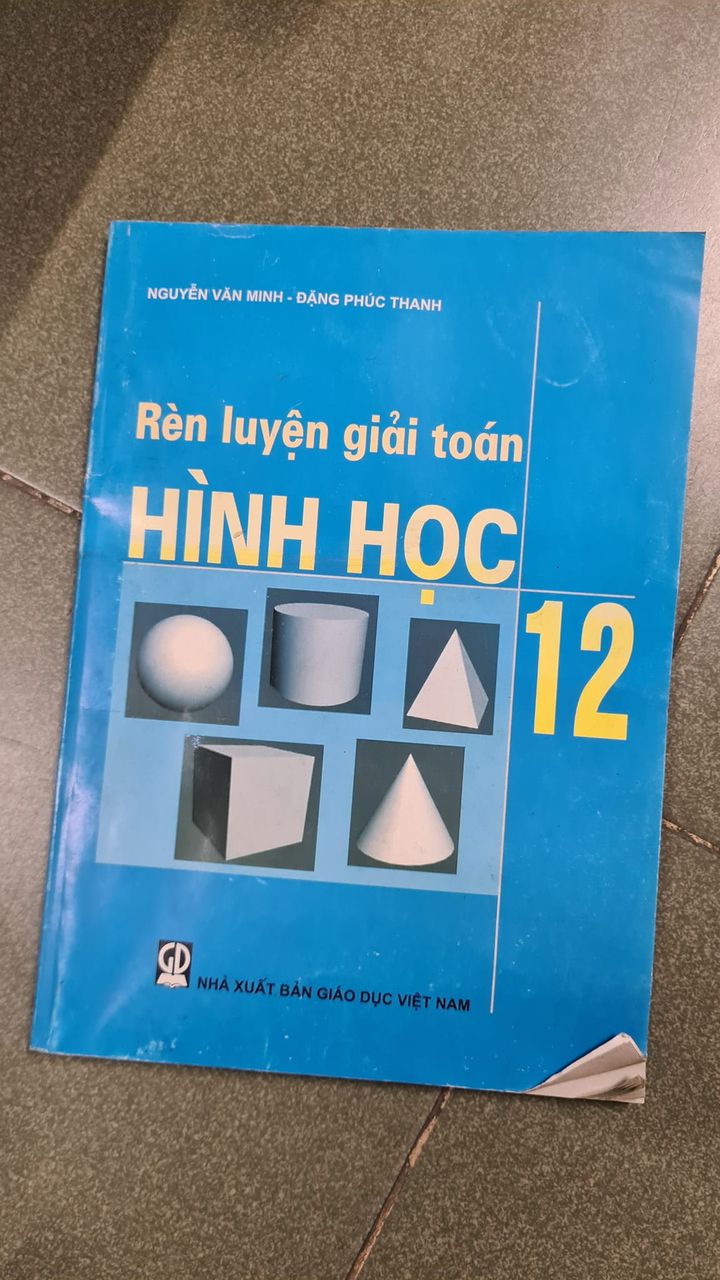 NGUYỄN VĂN MINH - ĐẶNG PHÚC THANH
Rèn luyện giải toán
HÌNH HỌC
12
GD
NHÀ XUẤT BẢN GIÁO DỤC VIỆT NAM